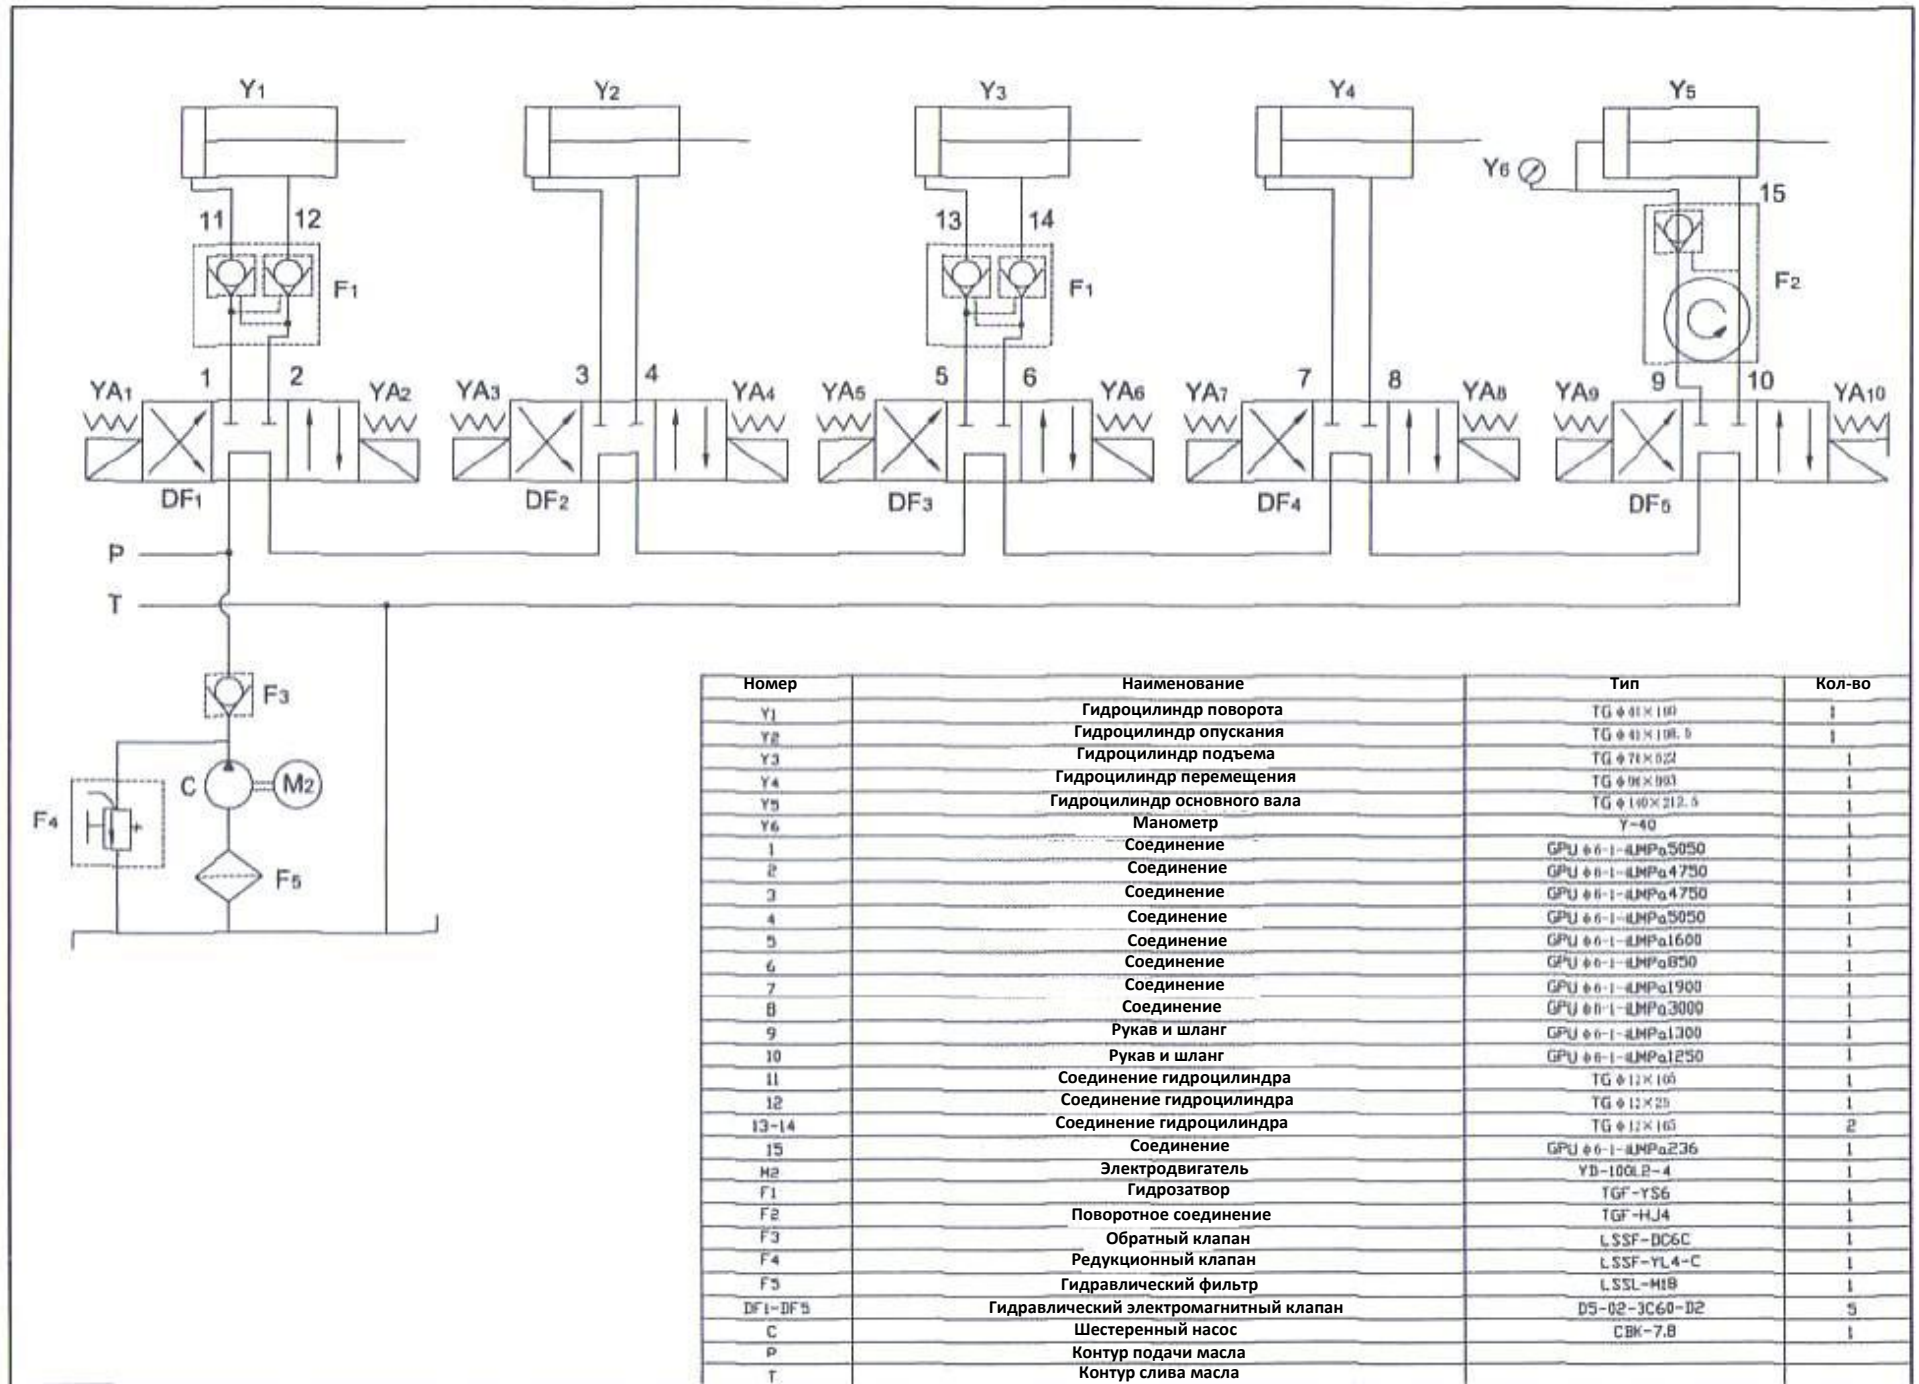 Y1 Y2 Y3 Y4 Y5
Y6
15
11 12 13 14
F1 F1 F2
1 2 3 4 5 6 7 8 9 10
YA1 YA2 YA3 YA4 YA5 YA6 YA7 YA8 YA9 YA10
DF1 DF2 DF3 DF4 DF5
P
T
F3
C M2
F4
F5
Номер Наименование Тип Кол-во
Y1 Гидроцилиндр поворота 1
Y2 Гидроцилиндр опускания 1
Y3 Гидроцилиндр подъема 1
Y4 Гидроцилиндр перемещения 1
Y5 Гидроцилиндр основного вала 1
Y6 Манометр Y-40 1
1 Соединение 1
2 Соединение 1
3 Соединение 1
4 Соединение 1
5 Соединение 1
6 Соединение 1
7 Соединение 1
8 Соединение 1
9 Рукав и шланг 1
10 Рукав и шланг 1
11 Соединение гидроцилиндра 1
12 Соединение гидроцилиндра 1
13-14 Соединение гидроцилиндра 2
15 Соединение 1
M2 Электродвигатель YD-100L2-4 1
F1 Гидрозатвор TGF-YS6 1
F2 Поворотное соединение TGF-HJ4 1
F3 Обратный клапан LSSF-DC6C 1
F4 Редукционный клапан LSSF-YL4-C 1
F5 Гидравлический фильтр LSSL-M18 1
DF1-DF5 Гидравлический электромагнитный клапан D5-02-3C60-D2 5
C Шестеренный насос CBK-7.8 1
P Контур подачи масла
T Контур слива масла